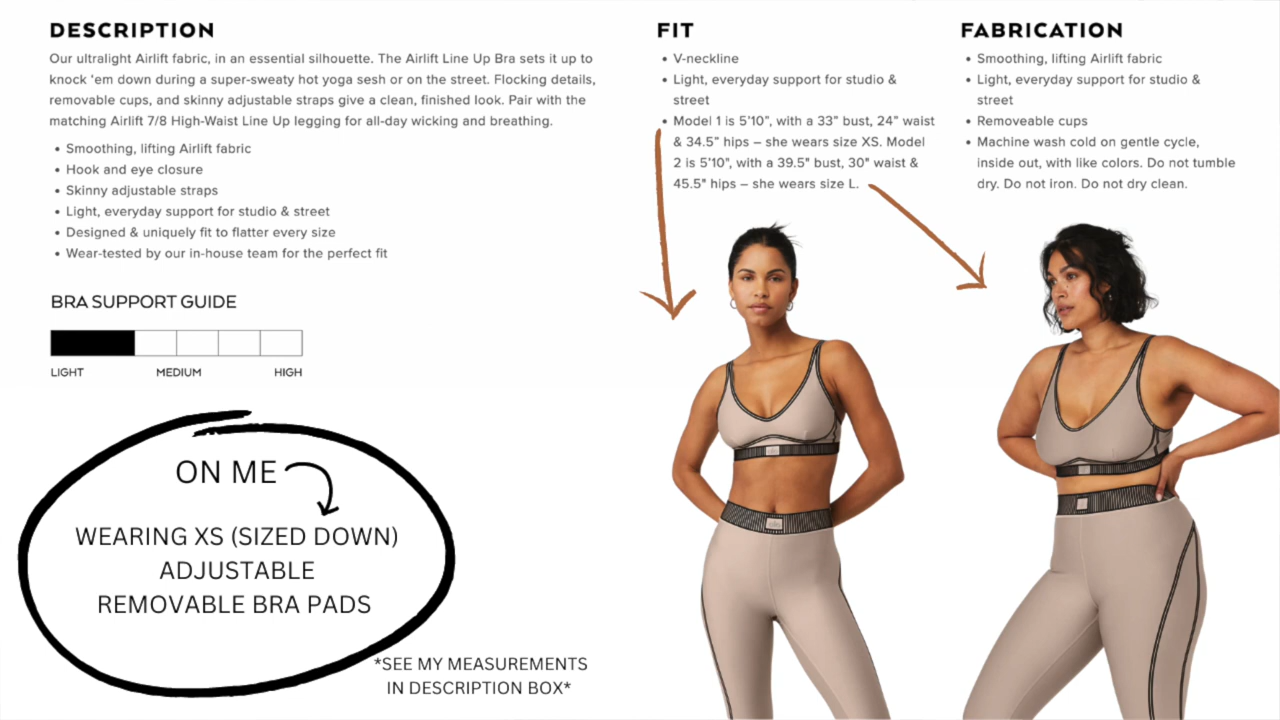 DESCRIPTION
Our ultralight Airlift fabric, in an essential silhouette. The Airlift Line Up Bra sets it up to
knock 'em down during a super-sweaty hot yoga sesh or on the street. Flocking details,
removable cups, and skinny adjustable straps give a clean, finished look. Pair with the
matching Airlift 7/8 High-Waist Line Up legging for all-day wicking and breathing.
• Smoothing, lifting Airlift fabric
• Hook and eye closure
• Skinny adjustable straps
• Light, everyday support for studio & street
• Designed & uniquely fit to flatter every size
• Wear-tested by our in-house team for the perfect fit
BRA SUPPORT GUIDE
LIGHT MEDIUM HIGH
ON ME
WEARING XS (SIZED DOWN)
ADJUSTABLE
REMOVABLE BRA PADS
*SEE MY MEASUREMENTS
IN DESCRIPTION BOX*
FIT
• V-neckline
• Light, everyday support for studio &
street
• Model 1 is 5'10", with a 33" bust, 24" waist
& 34.5" hips – she wears size XS. Model
2 is 5'10", with a 39.5" bust, 30" waist &
45.5" hips – she wears size L.
FABRICATION
• Smoothing, lifting Airlift fabric
• Light, everyday support for studio &
street
• Removeable cups
• Machine wash cold on gentle cycle,
inside out, with like colors. Do not tumble
dry. Do not iron. Do not dry clean.